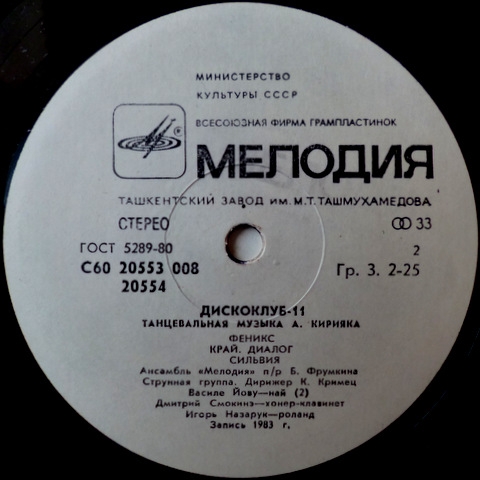 МИНИСТЕРСТВО
КУЛЬТУРЫ СССР
ВСЕСОЮЗНАЯ ФИРМА ГРАМПЛАСТИНОК
МЕЛОДИЯ
ТАШКЕНТСКИЙ ЗАВОД ИМ. М.Т.ТАШМУХАМЕДОВА
СТЕРЕО 33
ГОСТ 5289-80 2
С60 20553 008 Гр. 3. 2-25
20554
ДИСКОКЛУБ-11
ТАНЦЕВАЛЬНАЯ МУЗЫКА А. КИРИЯКА
ФЕНИКС
КРАЙ. ДИАЛОГ
СИЛЬВИЯ
Ансамбль «Мелодия» п/р Б. Фрумкина
Струнная группа. Дирижер К. Кримец
Василе Йову—най (2)
Дмитрий Смокинэ—хонер-клавинет
Игорь Назарук—роланд
Запись 1983 г.